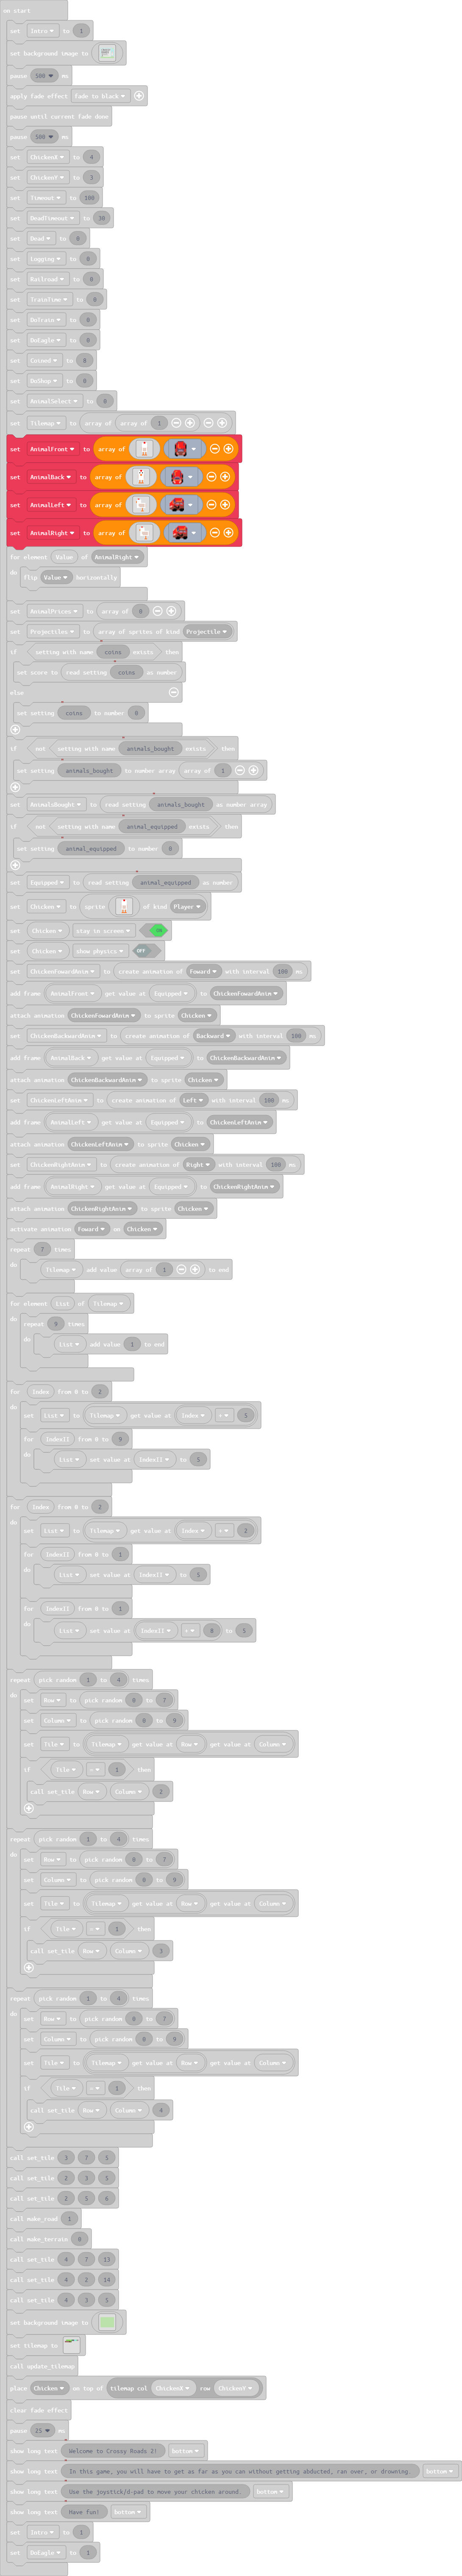 on start
set Intro to 1
set background image to
pause 500 ms
apply fade effect fade to black
pause until current fade done
pause 500 ms
set ChickenX to 4
set ChickenY to 3
set Timeout to 100
set DeadTimeout to 30
set Dead to 0
set Logging to 0
set Railroad to 0
set TrainTime to 0
set DoTrain to 0
set DoEagle to 0
set Coined to 0
set DoShop to 0
set AnimalSelect to 0
set Tilemap to array of array of 1
set AnimalFront to array of
set AnimalBack to array of
set AnimalLeft to array of
set AnimalRight to array of
for element Value of AnimalRight
do flip Value horizontally
set AnimalPrices to array of 0
set Projectiles to array of sprites of kind Projectile
if setting with name coins exists then
set score to read setting coins as number
else
set setting coins to number 0
if not setting with name animals_bought exists then
set setting animals_bought to number array array of 1
set AnimalsBought to read setting animals_bought as number array
if not setting with name animal_equipped exists then
set setting animal_equipped to number 0
set Equipped to read setting animal_equipped as number
set Chicken to sprite of kind Player
set Chicken stay in screen ON
set Chicken show physics OFF
set ChickenFowardAnim to create animation of Foward with interval 100 ms
add frame AnimalFront get value at Equipped to ChickenFowardAnim
attach animation ChickenFowardAnim to sprite Chicken
set ChickenBackwardAnim to create animation of Backword with interval 100 ms
add frame AnimalBack get value at Equipped to ChickenBackwardAnim
attach animation ChickenBackwardAnim to sprite Chicken
set ChickenLeftAnim to create animation of Left with interval 100 ms
add frame AnimalLeft get value at Equipped to ChickenLeftAnim
attach animation ChickenLeftAnim to sprite Chicken
set ChickenRightAnim to create animation of Right with interval 100 ms
add frame AnimalRight get value at Equipped to ChickenRightAnim
attach animation ChickenRightAnim to sprite Chicken
activate animation Foward on Chicken
repeat 7 times
do Tilemap add value array of 1 to end
for element List of Tilemap
do repeat 9 times
do List add value 1 to end
for Index from 0 to 2
do set List to Tilemap get value at Index + 5
for IndexII from 0 to 9
do List set value at IndexII to 5
for Index from 0 to 2
do set List to Tilemap get value at Index + 2
for IndexII from 0 to 1
do List set value at IndexII to 5
for IndexII from 0 to 1
do List set value at IndexII + 8 to 5
repeat pick random 1 to 4 times
do set Row to pick random 0 to 7
set Column to pick random 0 to 9
set Tile to Tilemap get value at Row get value at Column
if Tile = 1 then
call set_tile Row Column 2
repeat pick random 1 to 4 times
do set Row to pick random 0 to 7
set Column to pick random 0 to 9
set Tile to Tilemap get value at Row get value at Column
if Tile = 1 then
call set_tile Row Column 3
repeat pick random 1 to 4 times
do set Row to pick random 0 to 7
set Column to pick random 0 to 9
set Tile to Tilemap get value at Row get value at Column
if Tile = 1 then
call set_tile Row Column 4
call set_tile 3 7 5
call set_tile 2 3 5
call set_tile 2 5 6
call make_road 1
call make_terrain 0
call set_tile 4 7 13
call set_tile 4 2 14
call set_tile 4 3 5
set background image to
set tilemap to
call update_tilemap
place Chicken on top of tilemap col ChickenX row ChickenY
clear fade effect
pause 25 ms
show long text Welcome to Crossy Roads 2! bottom
show long text In this game, you will have to get as far as you can without getting abducted, ran over, or drowning. bottom
show long text Use the joystick/d-pad to move your chicken around. bottom
show long text Have fun! bottom
set Intro to 1
set DoEagle to 1